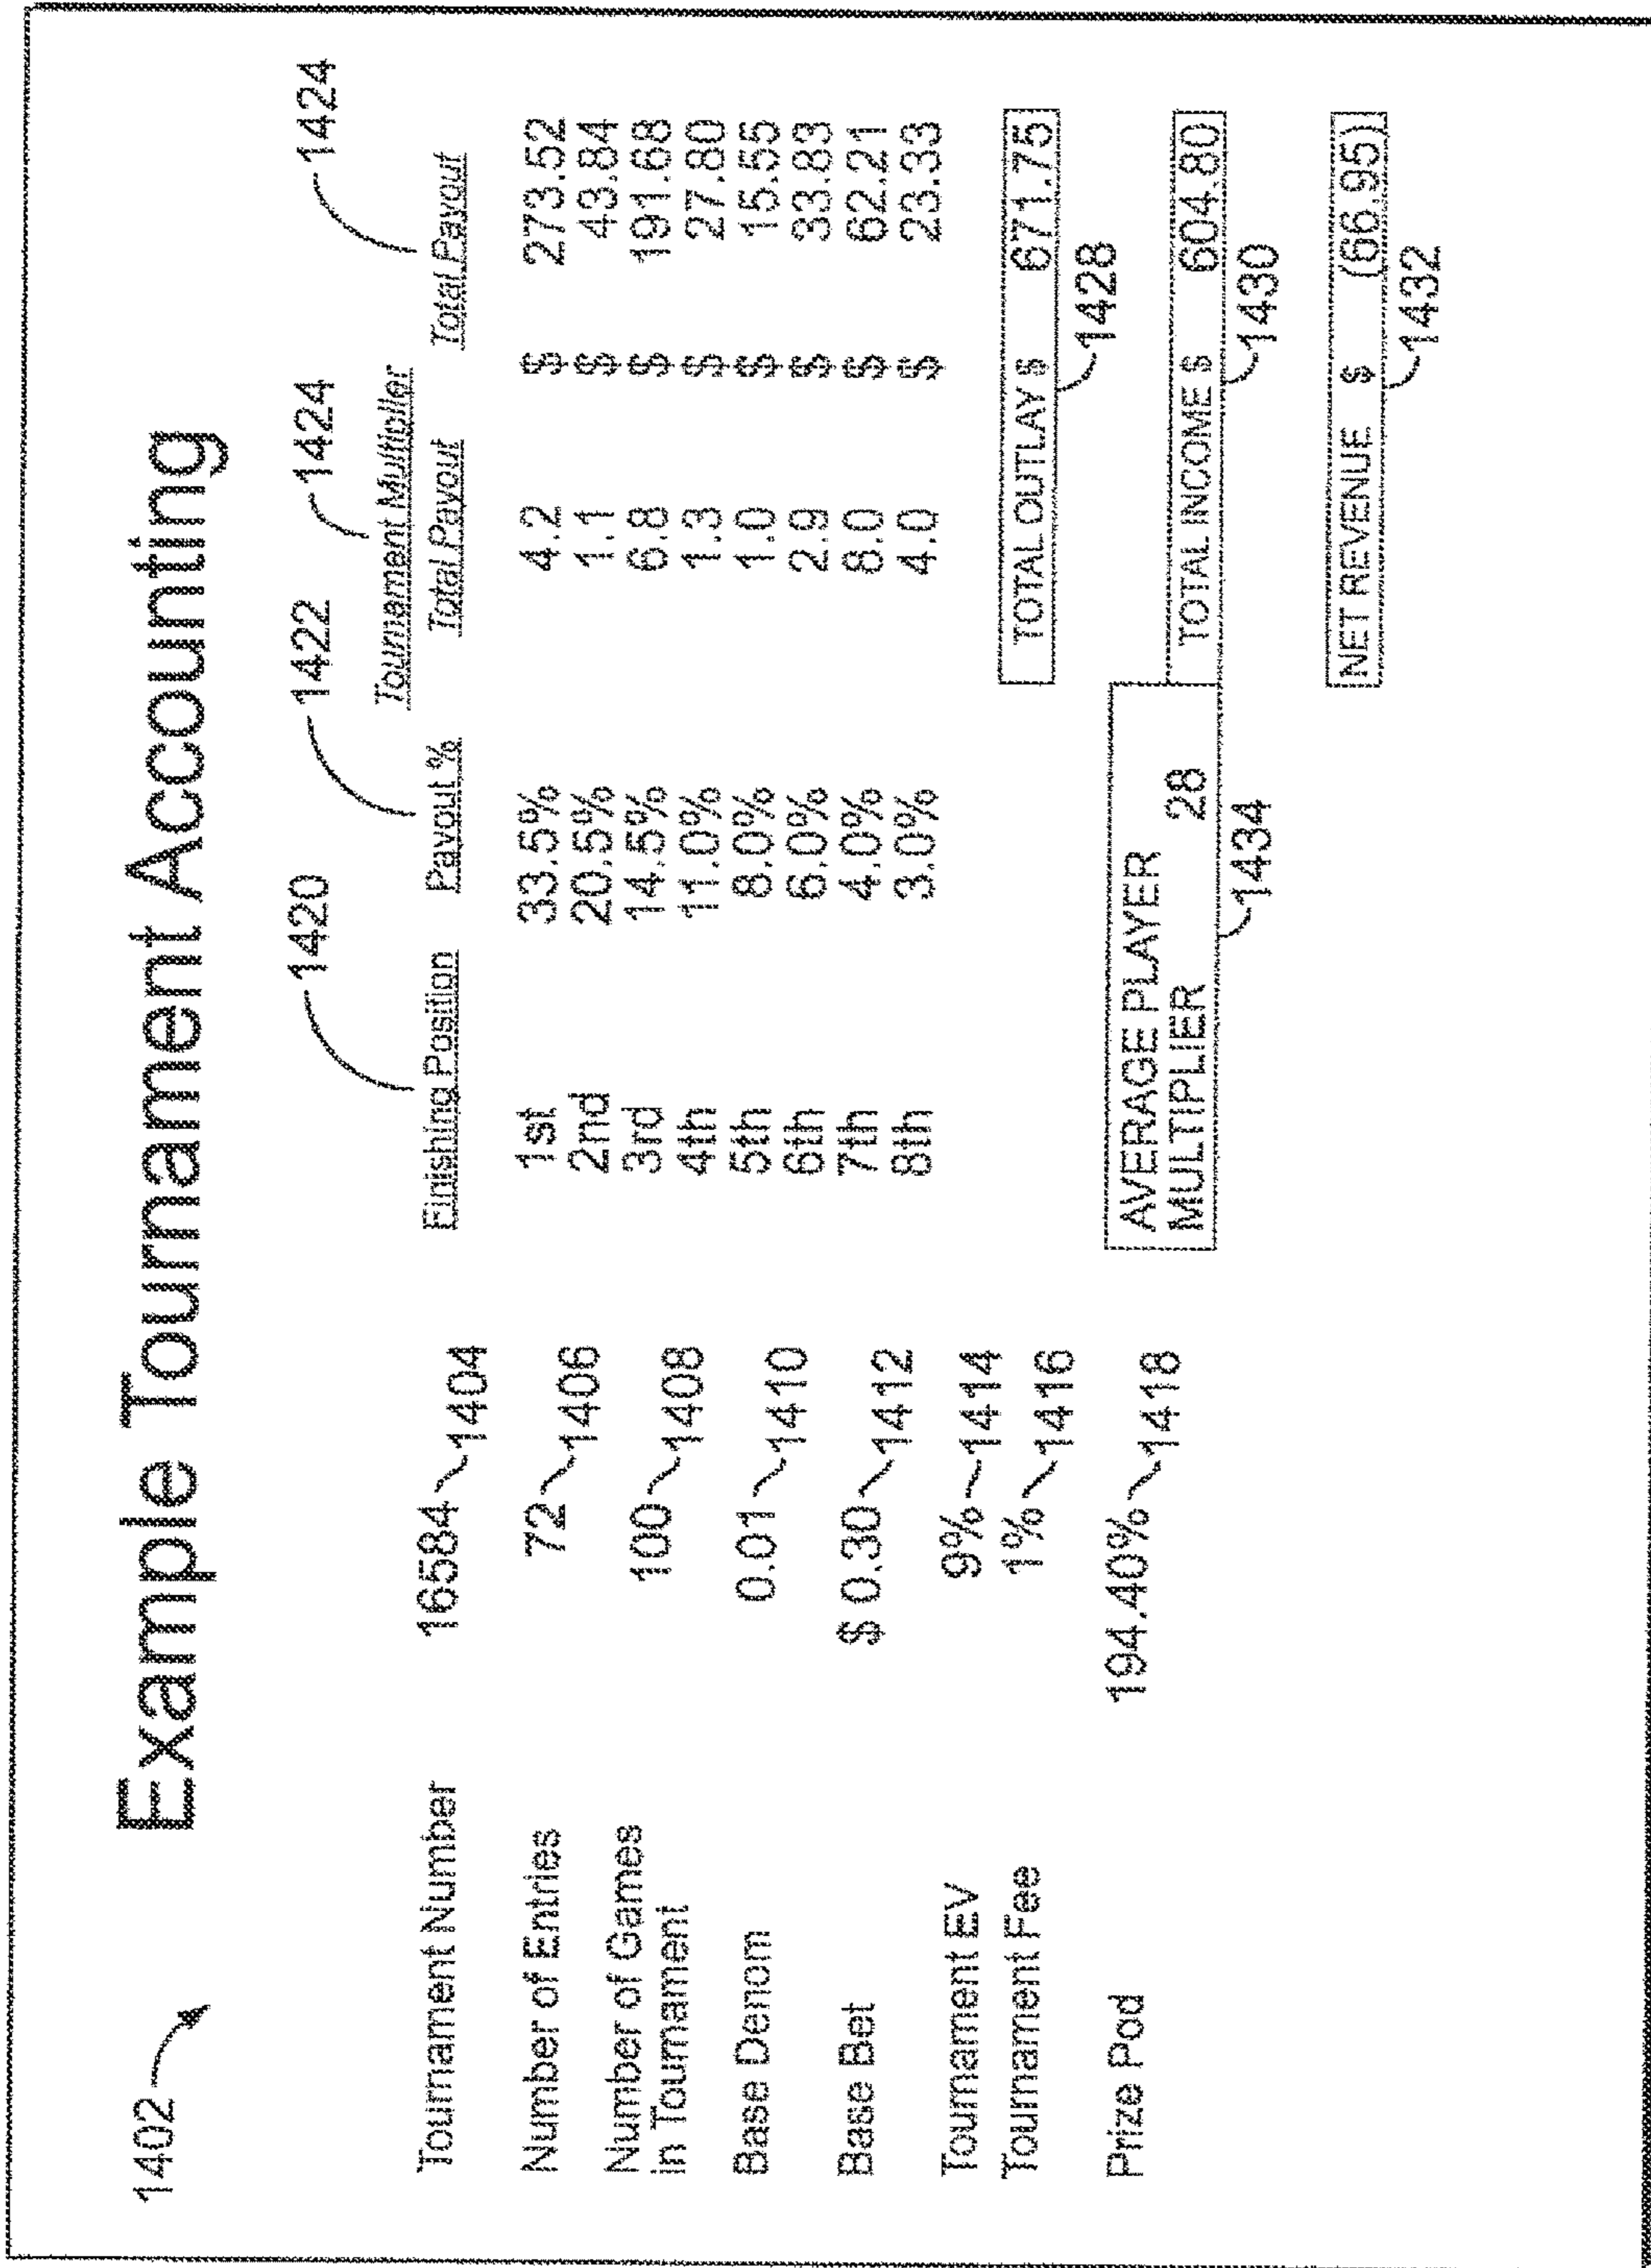 1402
Example Tournament Accounting
Tournament Number 16584 1404
Number of Entries 72 1406
Number of Games
in Tournament 100 1408
Base Denom 0.01 1410
Base Bet $ 0.30 1412
Tournament EV 9% 1414
Tournament Fee 1% 1416
Prize Pod 194.40% 1418
1420 1422 1424 1424
Tournament Multiplier
Finishing Position Payout % Total Payout Total Payout
1st 33.5% 4.2 $ 273.52
2nd 20.5% 1.1 $ 43.84
3rd 14.5% 6.8 $ 191.68
4th 11.0% 1.3 $ 27.80
5th 8.0% 1.0 $ 15.55
6th 6.0% 2.9 $ 33.83
7th 4.0% 8.0 $ 62.21
8th 3.0% 4.0 $ 23.33
TOTAL OUTLAY $ 671.75
1428
AVERAGE PLAYER
MULTIPLIER 28
1434
TOTAL INCOME $ 604.80
1430
NET REVENUE $ (66.95)
1432